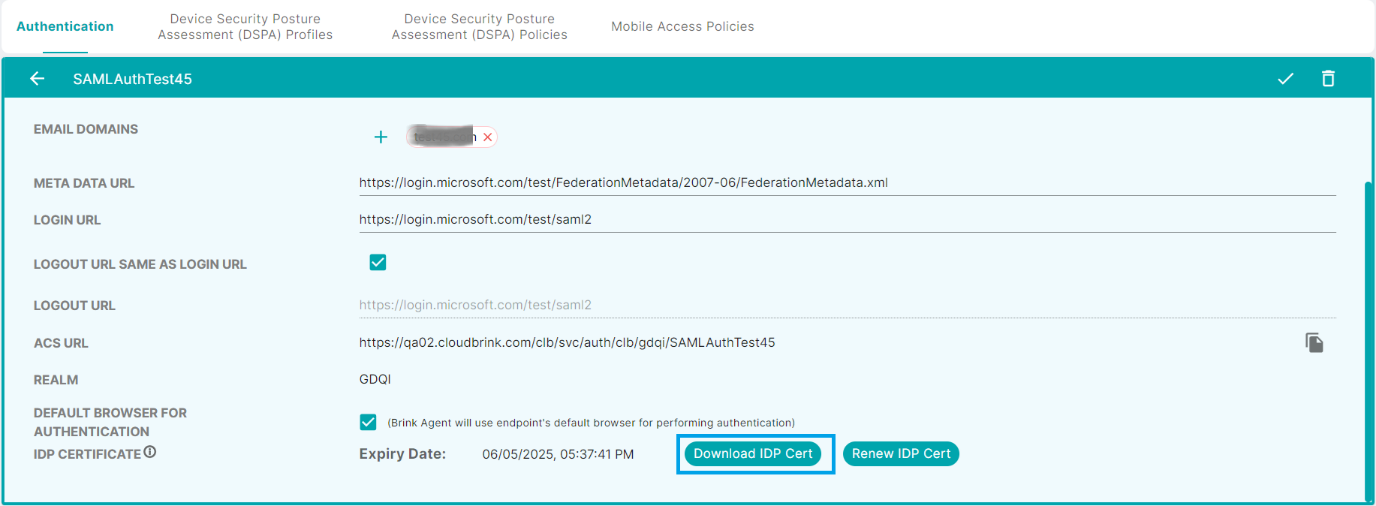 Authentication
Device Security Posture
Assessment (DSPA) Profiles
Device Security Posture
Assessment (DSPA) Policies
Mobile Access Policies
SAMLAuthTest45
EMAIL DOMAINS
META DATA URL
https://login.microsoft.com/test/FederationMetadata/2007-06/FederationMetadata.xml
LOGIN URL
https://login.microsoft.com/test/saml2
LOGOUT URL SAME AS LOGIN URL
LOGOUT URL
https://login.microsoft.com/test/saml2
ACS URL
https://qa02.cloudbrink.com/clb/svc/auth/clb/gdqi/SAMLAuthTest45
REALM
GDQI
DEFAULT BROWSER FOR
AUTHENTICATION
(Brink Agent will use endpoint's default browser for performing authentication)
IDP CERTIFICATE
Expiry Date:
06/05/2025, 05:37:41 PM
Download IDP Cert
Renew IDP Cert